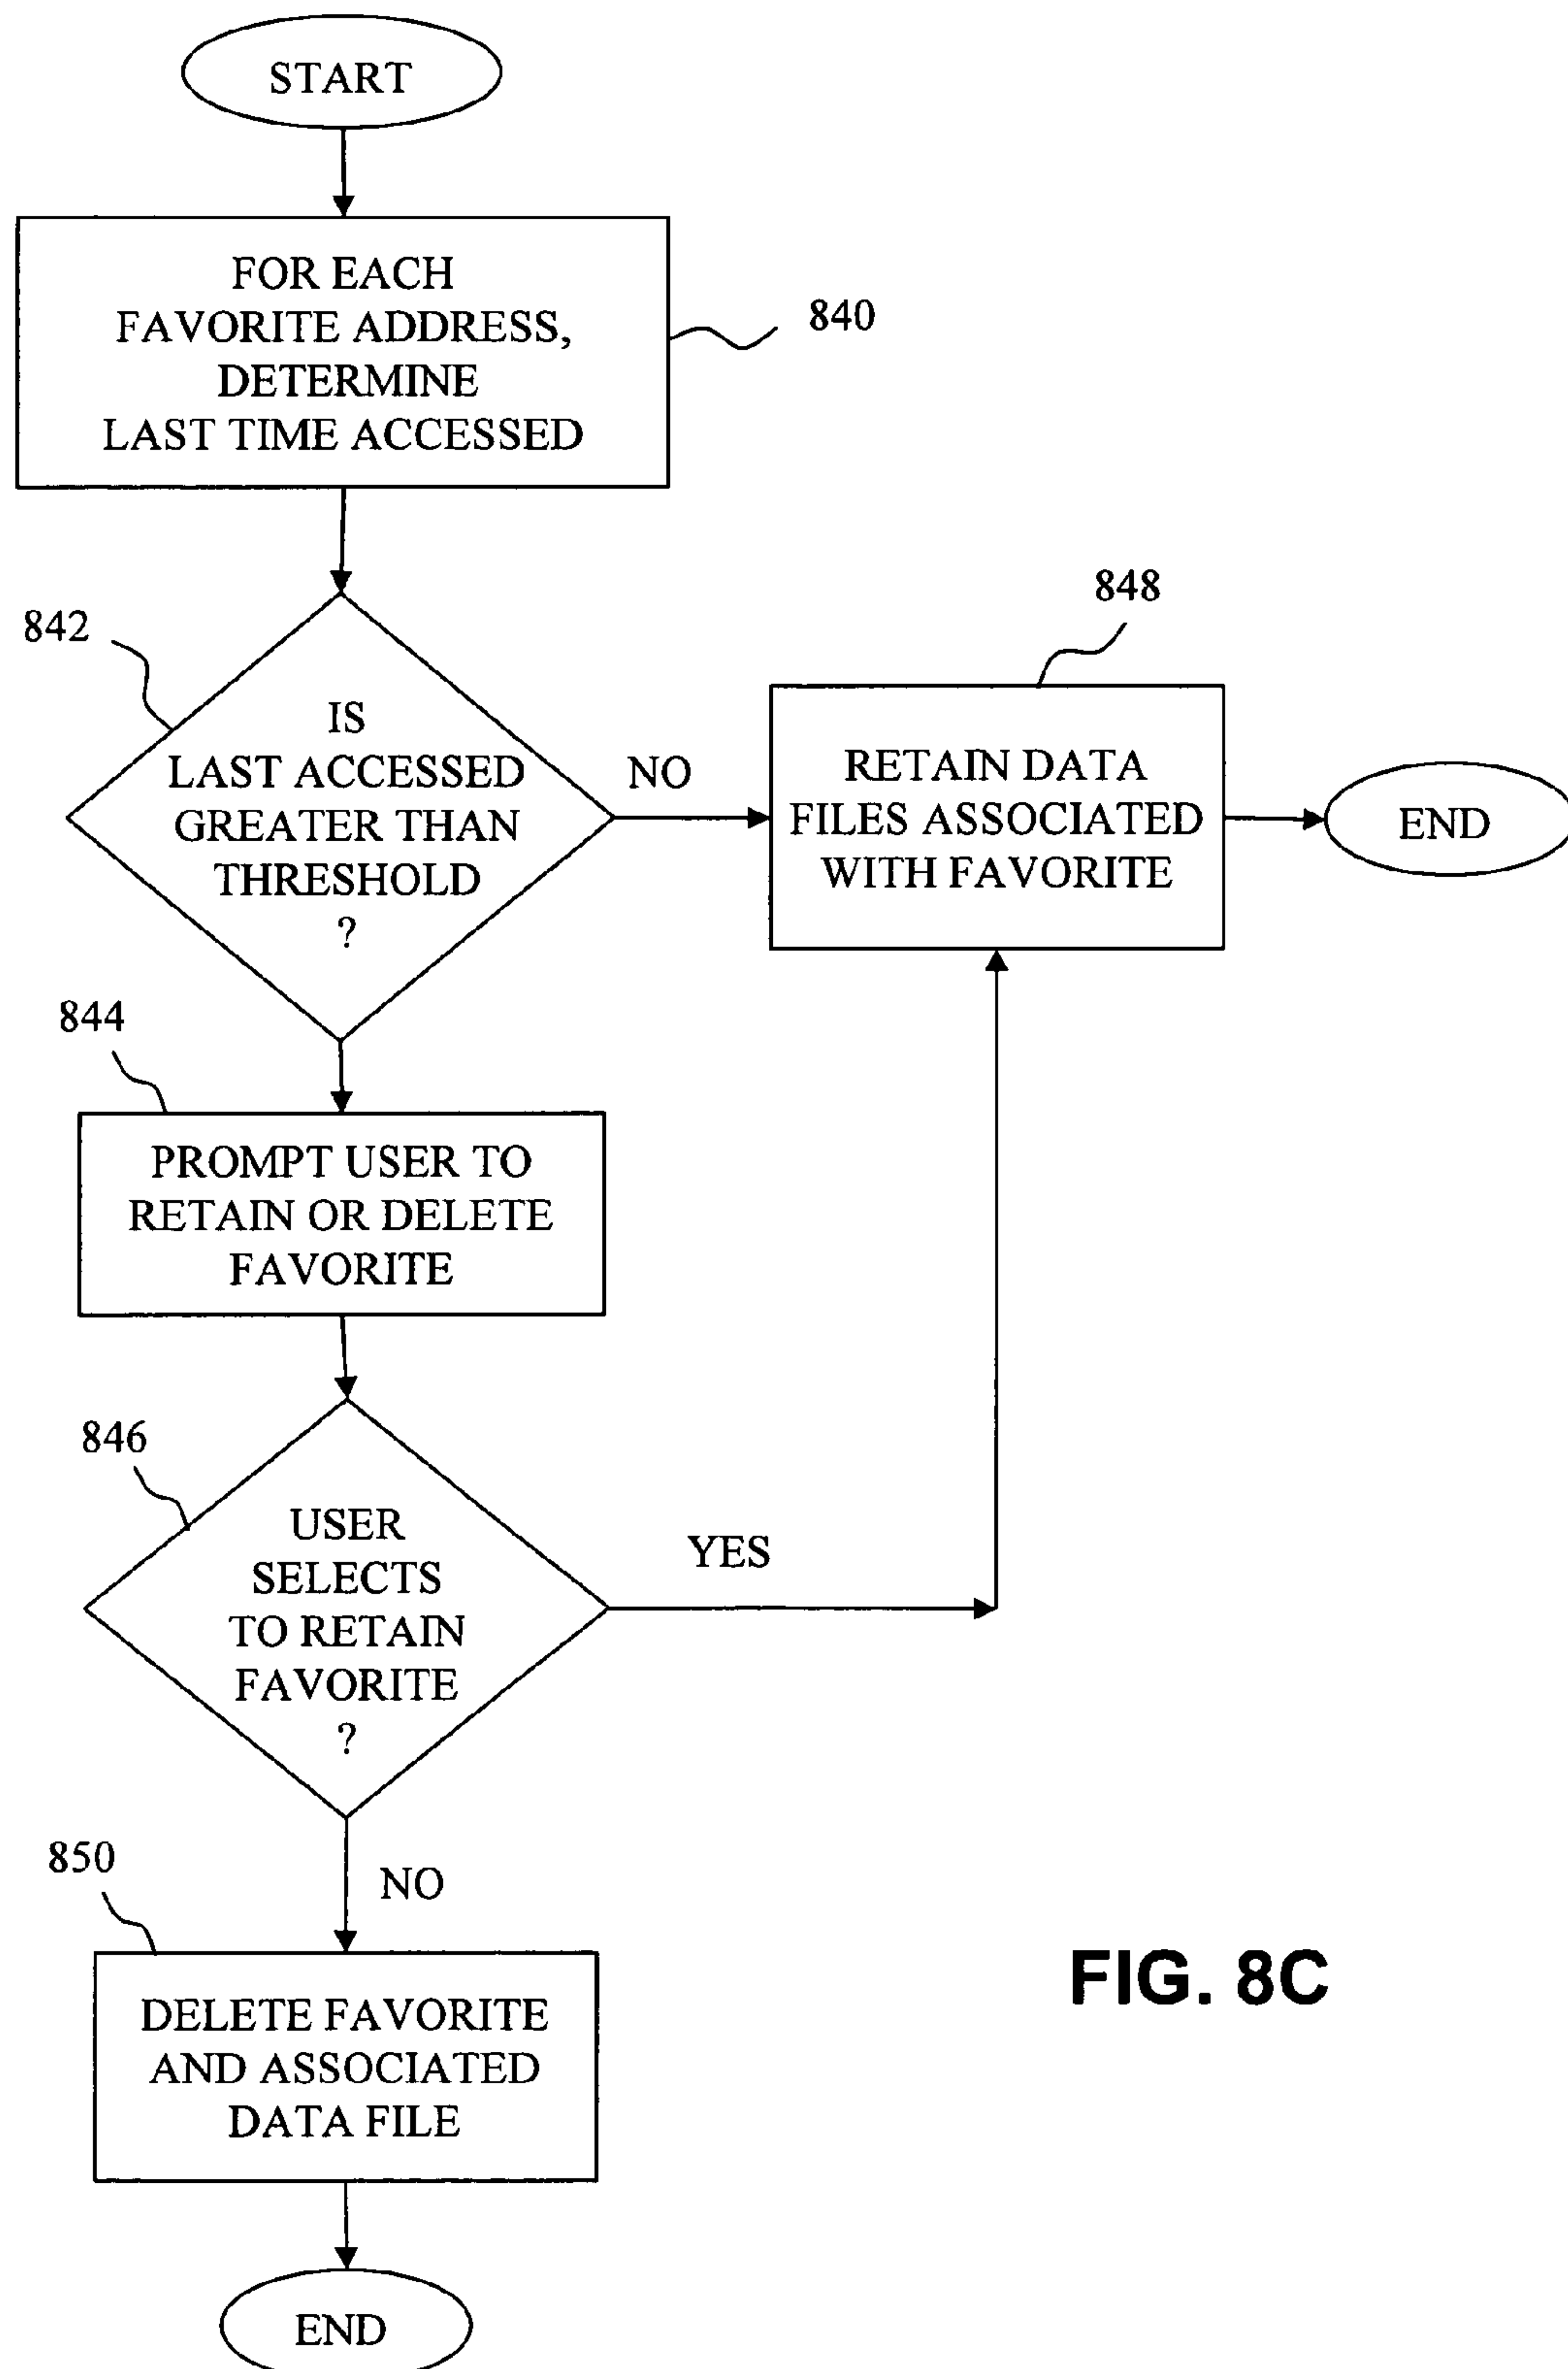 START
FOR EACH
FAVORITE ADDRESS,
DETERMINE
LAST TIME ACCESSED
840
842
IS
LAST ACCESSED
GREATER THAN
THRESHOLD
?
NO
848
RETAIN DATA
FILES ASSOCIATED
WITH FAVORITE
END
844
PROMPT USER TO
RETAIN OR DELETE
FAVORITE
846
USER
SELECTS
TO RETAIN
FAVORITE
?
YES
NO
850
DELETE FAVORITE
AND ASSOCIATED
DATA FILE
END
FIG. 8C